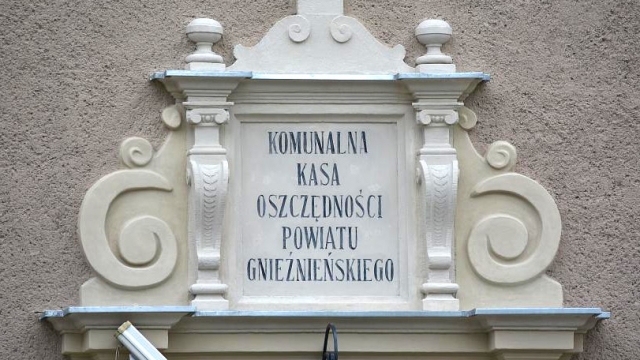 KOMUNALNA
KASA
OSZCZĘDNOŚCI
POWIATU
GNIEŹNIEŃSKIEGO